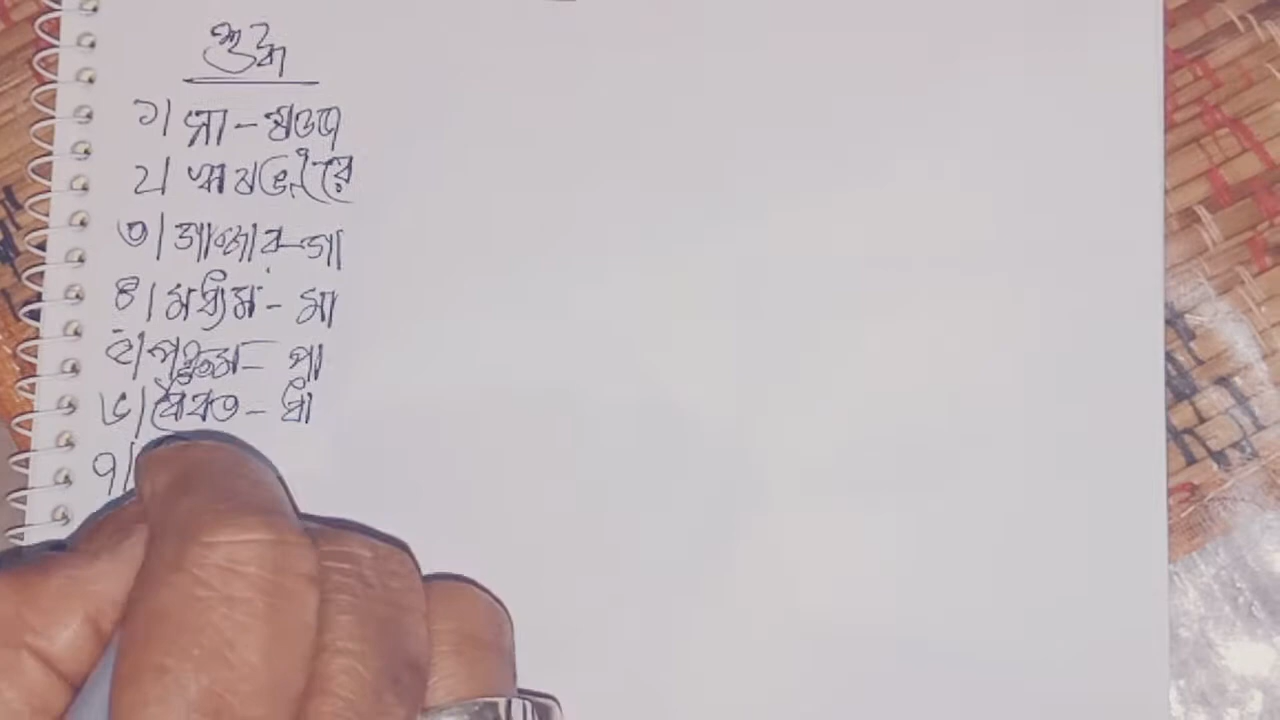 শুদ্ধ
১। সা - ষড়জ
২। ঋষভ - রে
৩। গান্ধার - গা
৪। মধ্যম - মা
৫। পঞ্চম - পা
৬। ধৈবত - ধা
৭।